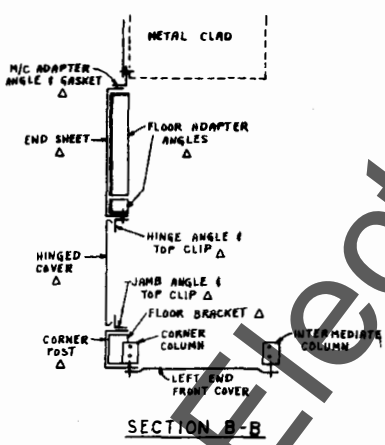 METAL CLAD
M/C ADAPTER
ANGLE & GASKET
△
END SHEET
△
FLOOR ADAPTER
ANGLES
△
HINGE ANGLE &
TOP CLIP △
HINGED
COVER
△
JAMB ANGLE &
TOP CLIP △
FLOOR BRACKET △
CORNER
POST
△
CORNER
COLUMN
INTERMEDIATE
COLUMN
LEFT END
FRONT COVER
SECTION B-B
Elect